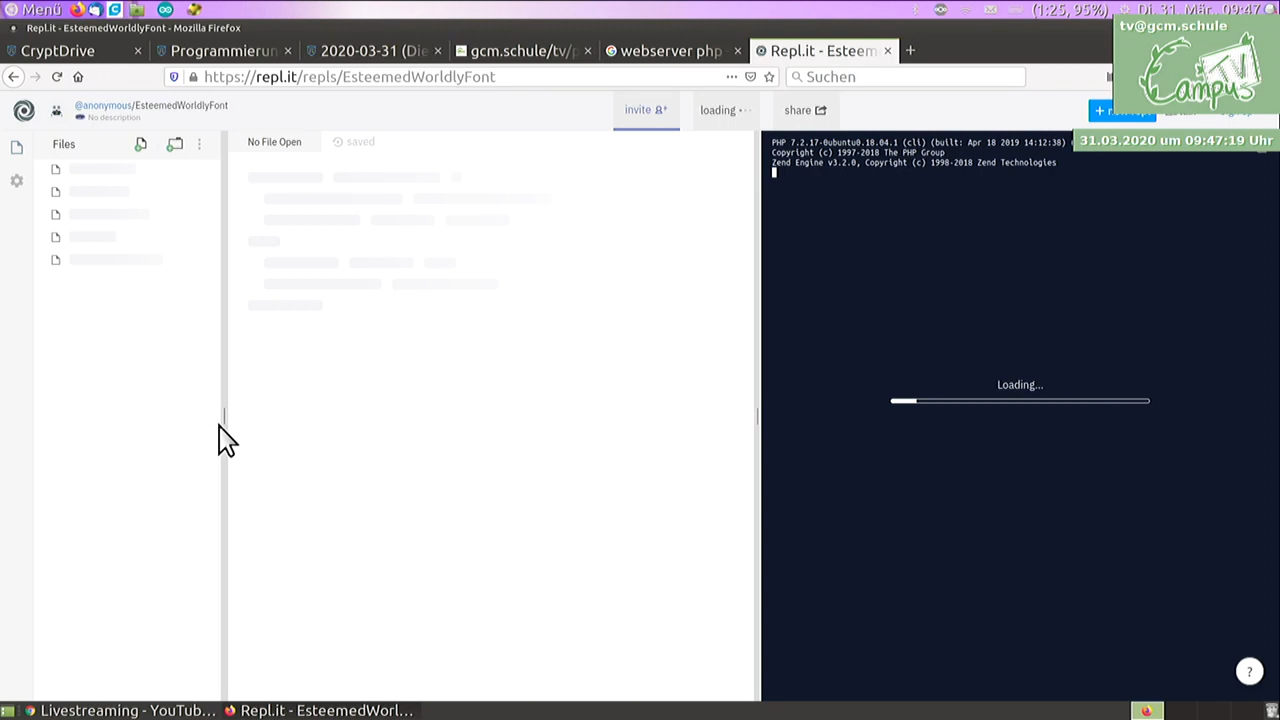 Menü
(1:25, 95%)
Di 31. Mär, 09:47
Repl.it - EsteemedWorldlyFont - Mozilla Firefox
tv@gcm.schule
CryptDrive
Programmierun
2020-03-31 (Die
gcm.schule/tv/p
webserver php
Repl.it - Esteem
Campus TV
https://repl.it/repls/EsteemedWorldlyFont
Suchen
@anonymous/EsteemedWorldlyFont
No description
invite
loading
share
+ new repl
31.03.2020 um 09:47:19 Uhr
Files
No File Open
saved
PHP 7.2.17-0ubuntu0.18.04.1 (cli) (built: Apr 18 2019 14:12:38)
Copyright (c) 1997-2018 The PHP Group
Zend Engine v3.2.0, Copyright (c) 1998-2018 Zend Technologies
Loading...
?
Livestreaming - YouTub...
Repl.it - EsteemedWorl...